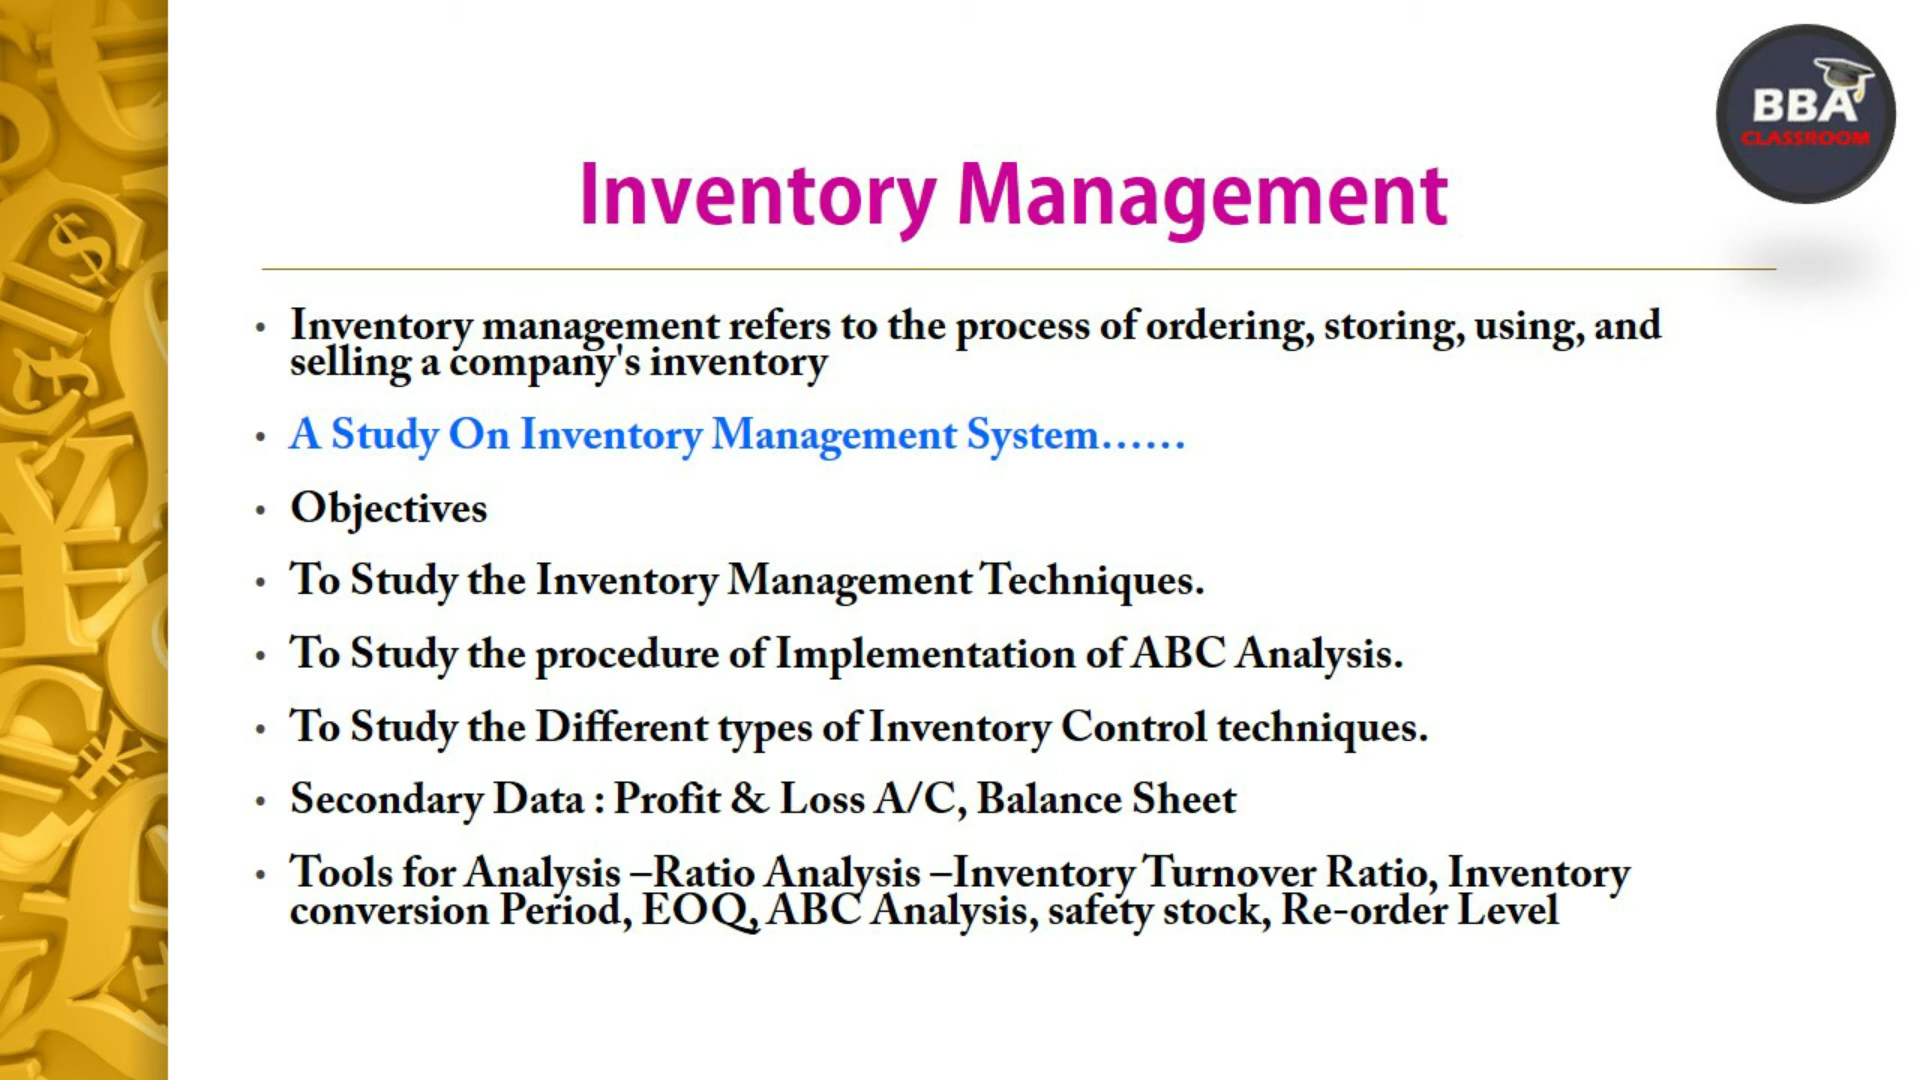 BBA
CLASSROOM
Inventory Management
• Inventory management refers to the process of ordering, storing, using, and
selling a company's inventory
• A Study On Inventory Management System......
• Objectives
• To Study the Inventory Management Techniques.
• To Study the procedure of Implementation of ABC Analysis.
• To Study the Different types of Inventory Control techniques.
• Secondary Data : Profit & Loss A/C, Balance Sheet
• Tools for Analysis –Ratio Analysis –Inventory Turnover Ratio, Inventory
conversion Period, EOQ, ABC Analysis, safety stock, Re-order Level